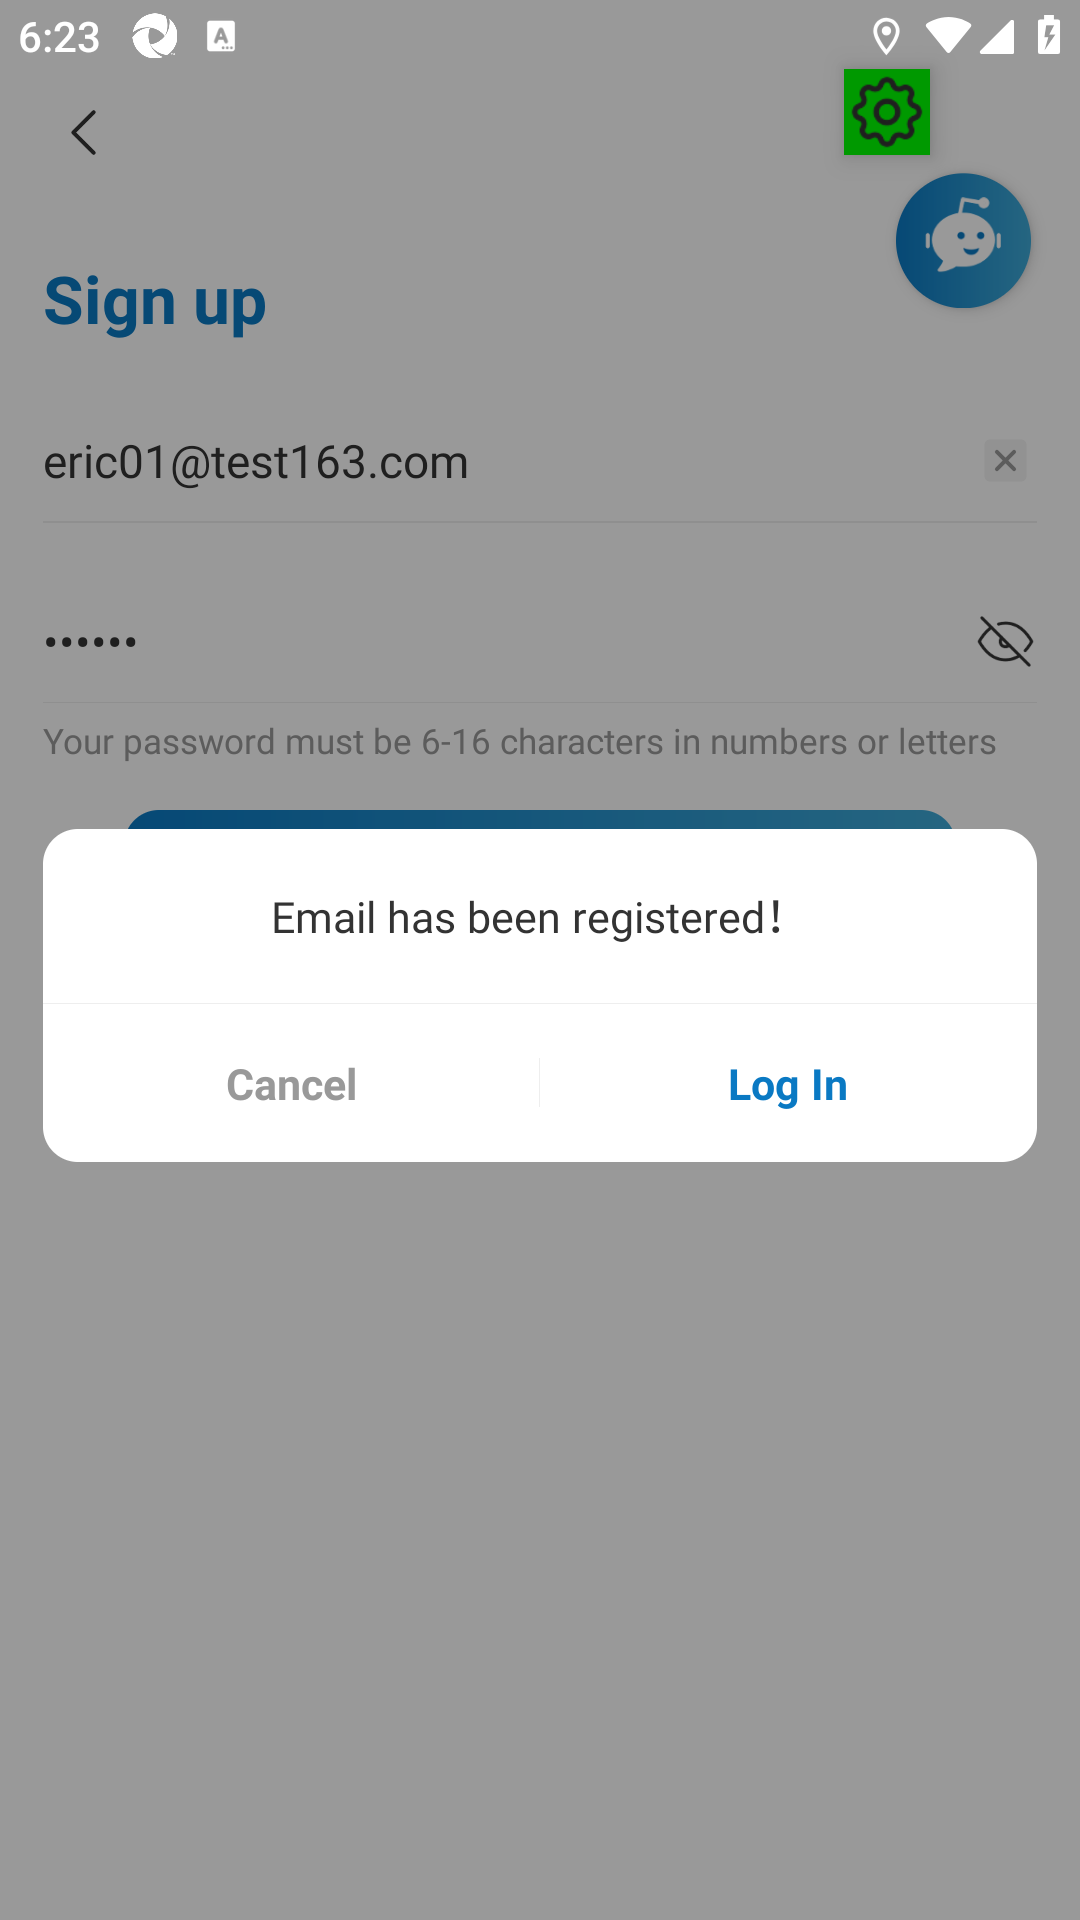 6:23
Sign up
eric01@test163.com
••••••
Your password must be 6-16 characters in numbers or letters
Email has been registered！
Cancel
Log In